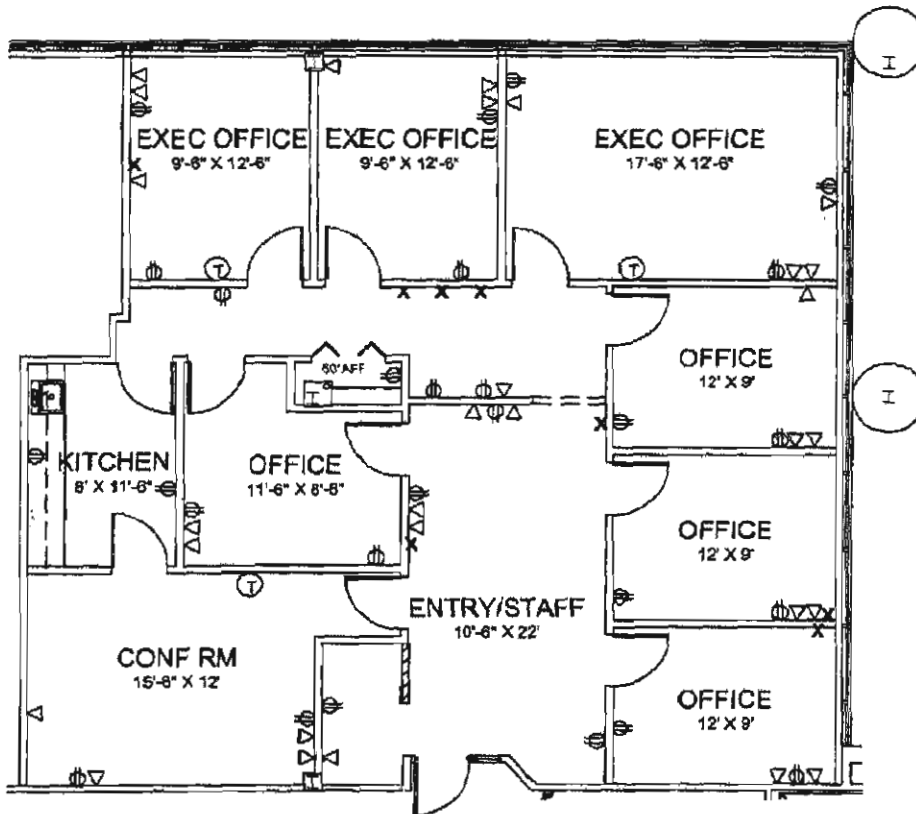 EXEC OFFICE
9'-6" X 12'-6"
EXEC OFFICE
9'-6" X 12'-6"
EXEC OFFICE
17'-6" X 12'-6"
I
T
T
60"AFF
OFFICE
12' X 9'
I
KITCHEN
8' X 11'-6"
OFFICE
11'-6" X 8'-6"
OFFICE
12' X 9'
T
ENTRY/STAFF
10'-6" X 22'
CONF RM
15'-6" X 12'
OFFICE
12' X 9'